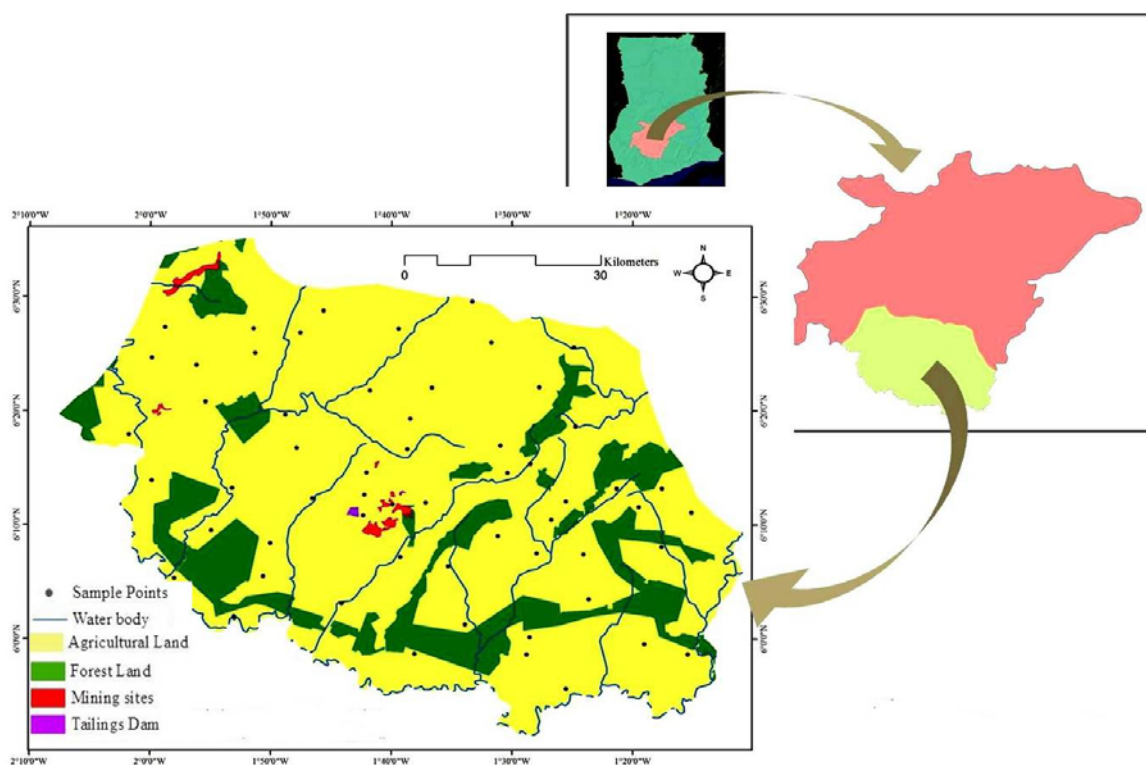 2°10'0"W 2°0'0"W 1°50'0"W 1°40'0"W 1°30'0"W 1°20'0"W
0 30 Kilometers
N
W E
S
6°30'0"N 6°30'0"N
6°20'0"N 6°20'0"N
6°10'0"N 6°10'0"N
6°0'0"N 6°0'0"N
Sample Points
Water body
Agricultural Land
Forest Land
Mining sites
Tailings Dam
2°10'0"W 2°0'0"W 1°50'0"W 1°40'0"W 1°30'0"W 1°20'0"W